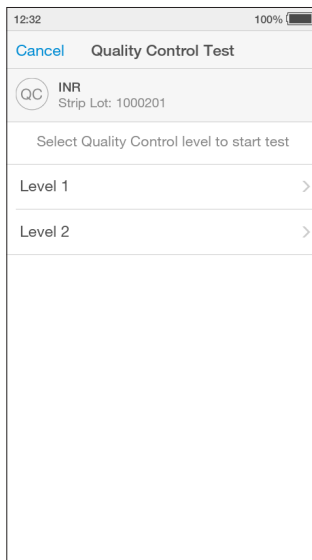 12:32 100%
Cancel Quality Control Test
QC INR
Strip Lot: 1000201
Select Quality Control level to start test
Level 1
Level 2